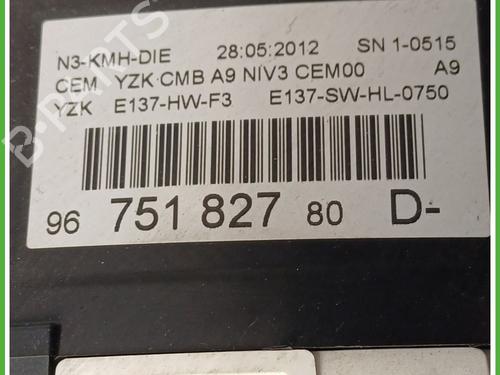 N3-KMH-DIE 28:05:2012 SN 1-0515
CEM YZK CMB A9 NIV3 CEM00 A9
YZK E137-HW-F3 E137-SW-HL-0750
96 751 827 80 D-